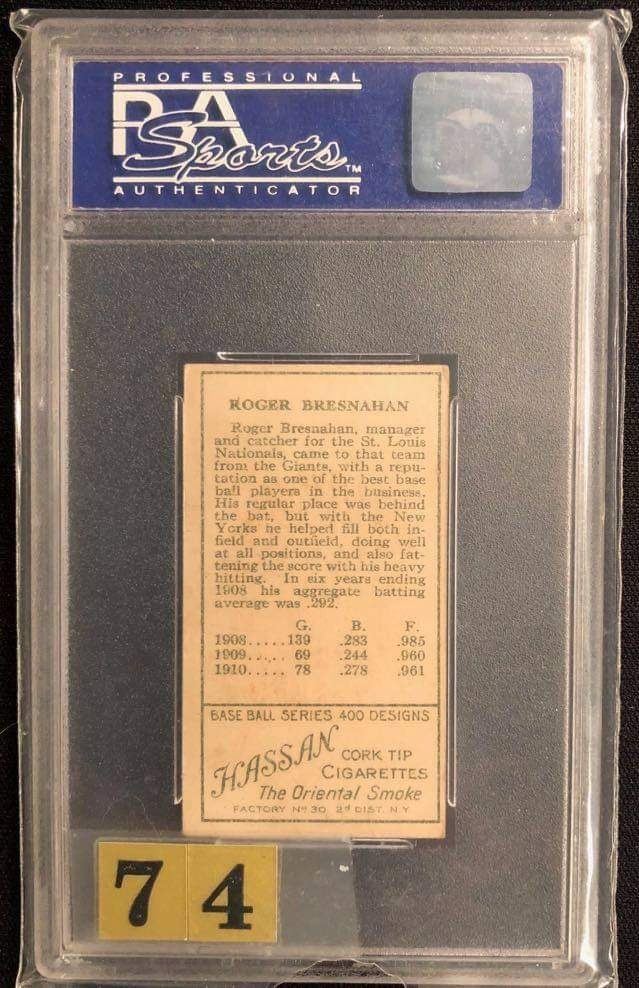 PROFESSIONAL
PSA
Sports™
AUTHENTICATOR
ROGER BRESNAHAN
Roger Bresnahan, manager
and catcher for the St. Louis
Nationals, came to that team
from the Giants, with a repu-
tation as one of the best base
ball players in the business.
His regular place was behind
the bat, but with the New
Yorks he helped fill both in-
field and outfield, doing well
at all positions, and also fat-
tening the score with his heavy
hitting. In six years ending
1908 his aggregate batting
average was .292.
G. B. F.
1908.....139 .283 .985
1909..... 69 .244 .960
1910..... 78 .278 .961
BASE BALL SERIES 400 DESIGNS
HASSAN
CORK TIP
CIGARETTES
The Oriental Smoke
FACTORY Nº 30 2d DIST. N.Y.
74